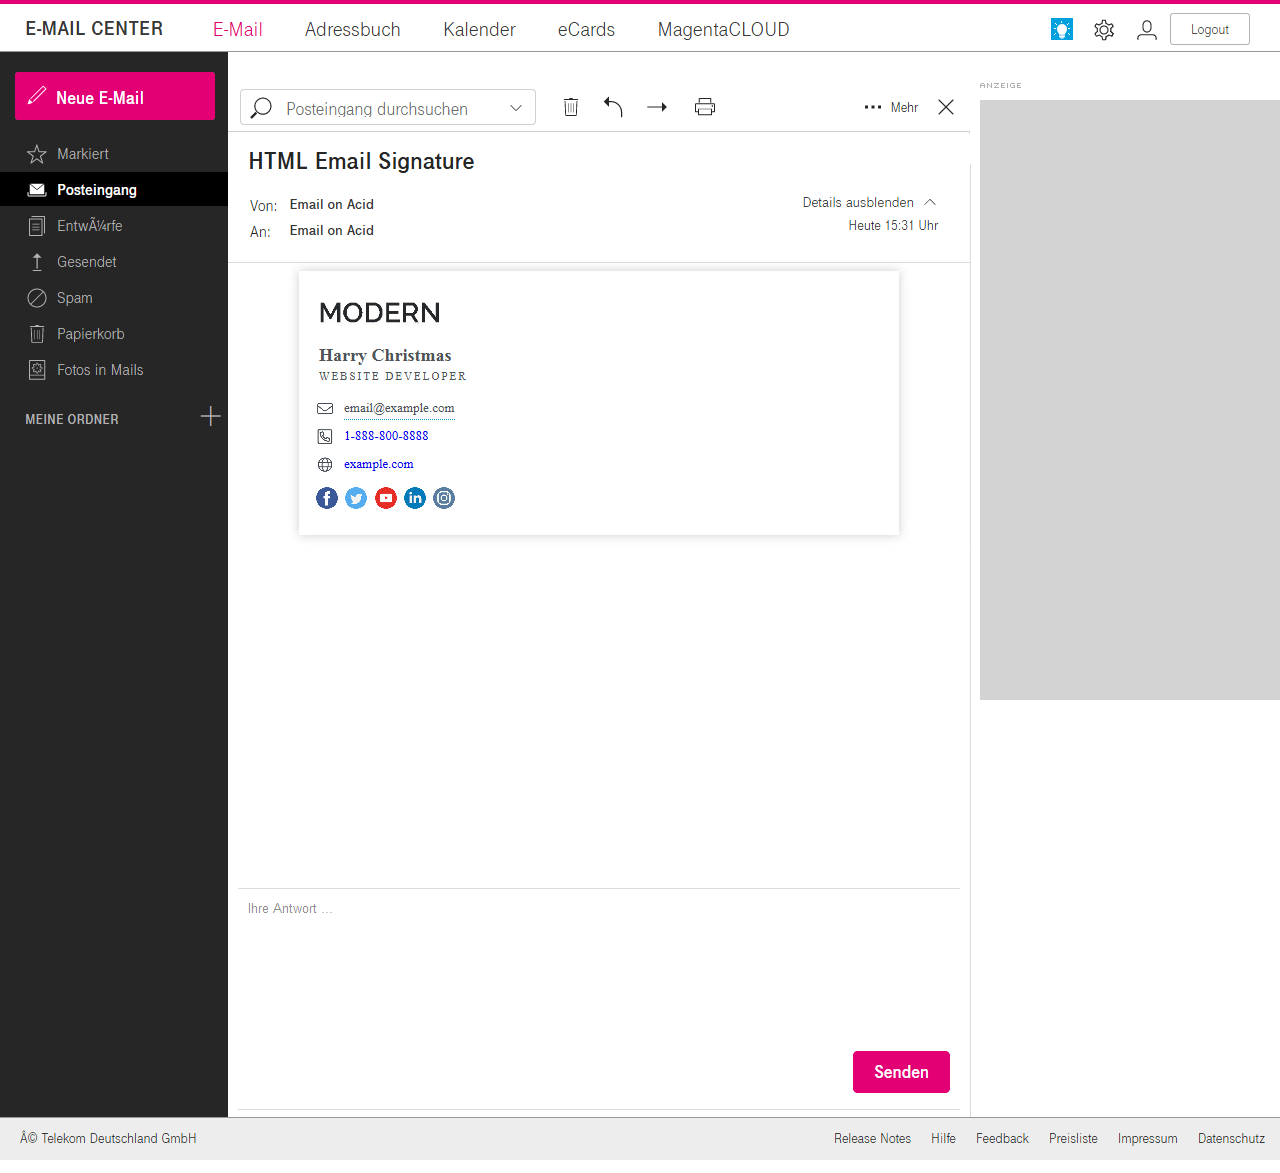 E-MAIL CENTER
E-Mail
Adressbuch
Kalender
eCards
MagentaCLOUD
Logout
Neue E-Mail
Markiert
Posteingang
EntwÃ¼rfe
Gesendet
Spam
Papierkorb
Fotos in Mails
MEINE ORDNER
Posteingang durchsuchen
Mehr
ANZEIGE
HTML Email Signature
Von: Email on Acid
An: Email on Acid
Details ausblenden
Heute 15:31 Uhr
MODERN
Harry Christmas
WEBSITE DEVELOPER
email@example.com
1-888-800-8888
example.com
Ihre Antwort ...
Senden
Â© Telekom Deutschland GmbH
Release Notes
Hilfe
Feedback
Preisliste
Impressum
Datenschutz